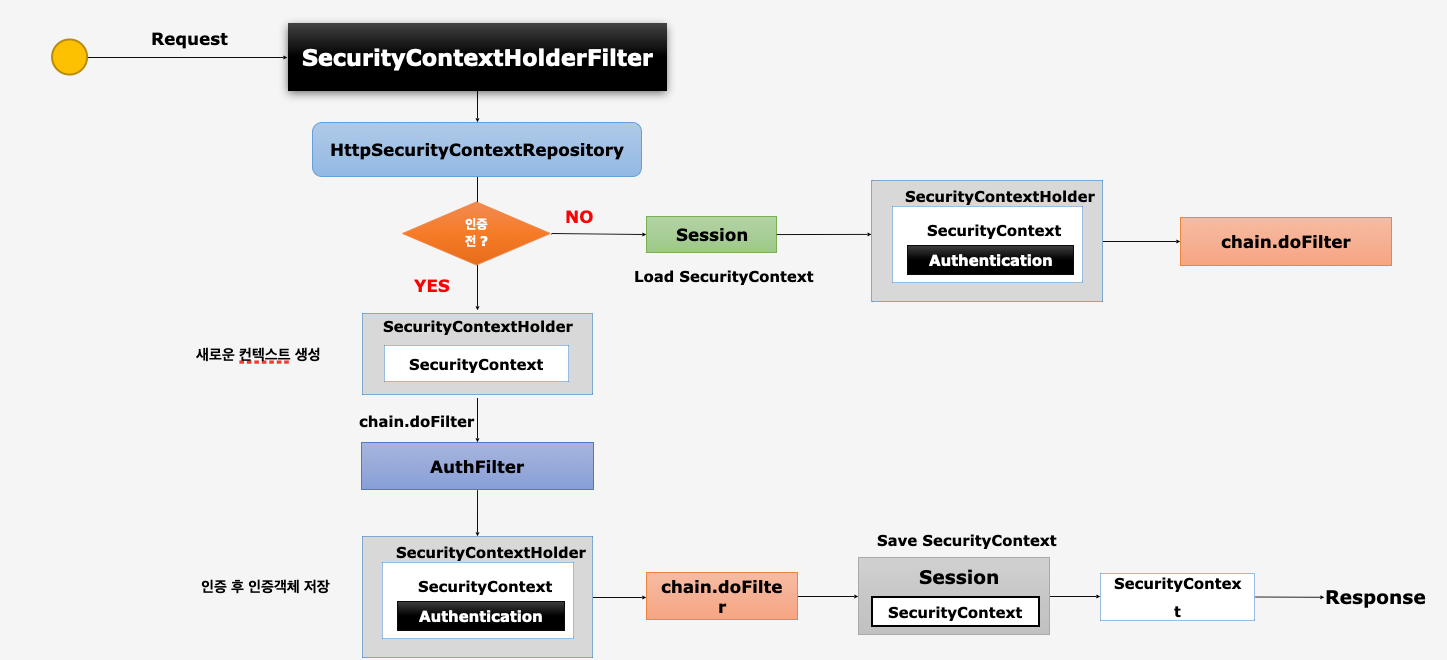 Request
SecurityContextHolderFilter
HttpSecurityContextRepository
인증
전 ?
NO
Session
Load SecurityContext
SecurityContextHolder
SecurityContext
Authentication
chain.doFilter
YES
새로운 컨텍스트 생성
SecurityContextHolder
SecurityContext
chain.doFilter
AuthFilter
인증 후 인증객체 저장
SecurityContextHolder
SecurityContext
Authentication
chain.doFilte
r
Save SecurityContext
Session
SecurityContext
SecurityContex
t
Response